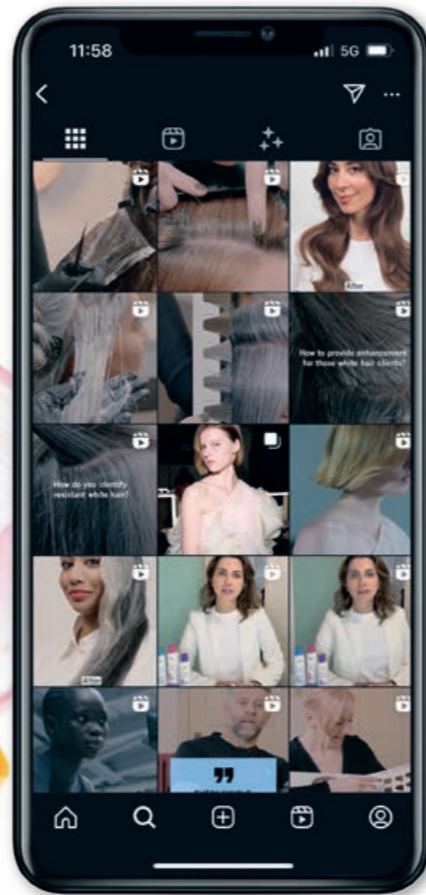 11:58
5G
After
How to provide enhancement
for those white hair clients?
How do you identify
resistant white hair?
After